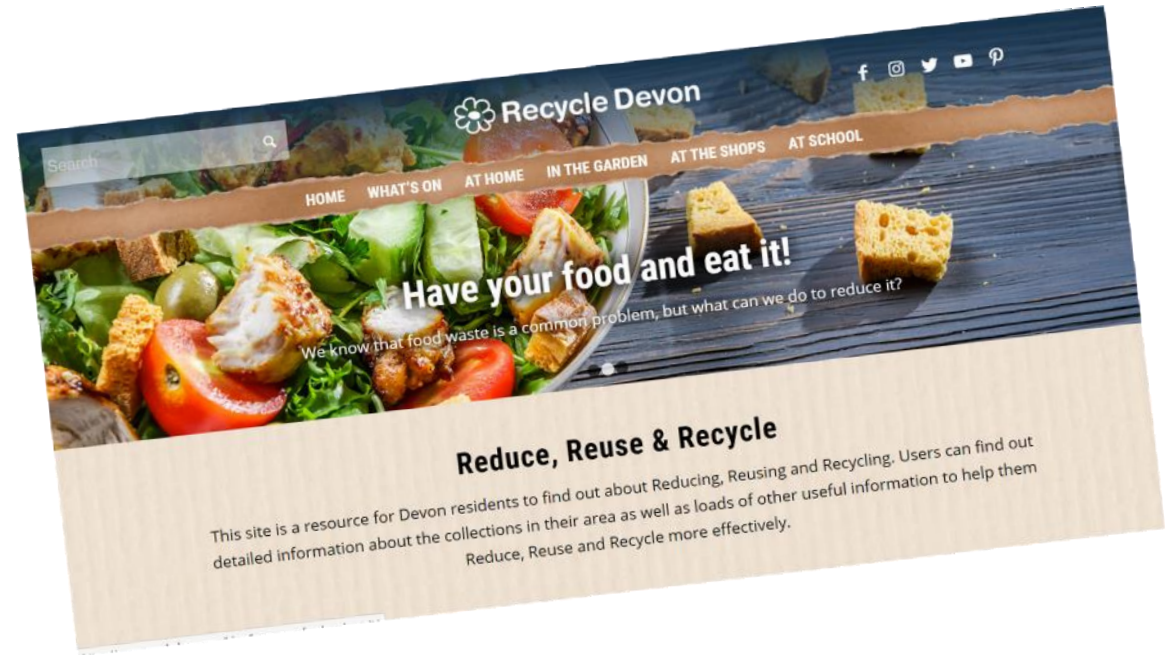 Recycle Devon
Search
HOME WHAT'S ON AT HOME IN THE GARDEN AT THE SHOPS AT SCHOOL
Have your food and eat it!
We know that food waste is a common problem, but what can we do to reduce it?
Reduce, Reuse & Recycle
This site is a resource for Devon residents to find out about Reducing, Reusing and Recycling. Users can find out
detailed information about the collections in their area as well as loads of other useful information to help them
Reduce, Reuse and Recycle more effectively.